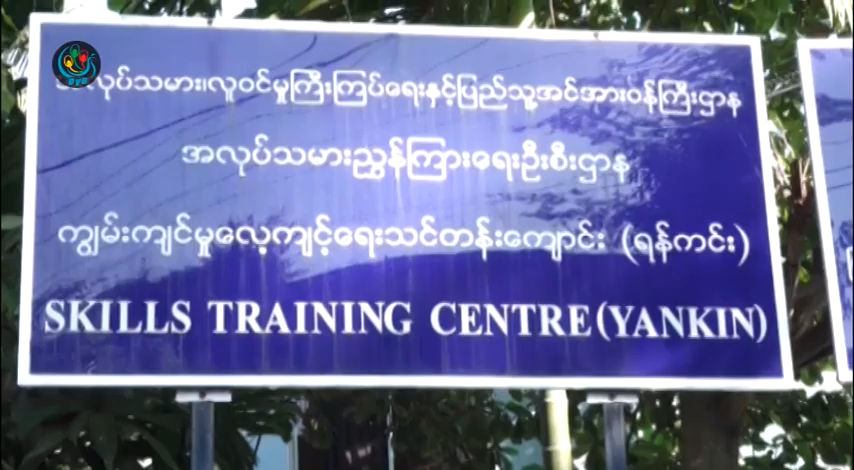 လုပ်သမား၊လူဝင်မှုကြီးကြပ်ရေးနှင့်ပြည်သူ့အင်အားဝန်ကြီးဌာန
အလုပ်သမားညွှန်ကြားရေးဦးစီးဌာန
ကျွမ်းကျင်မှုလေ့ကျင့်ရေးသင်တန်းကျောင်း (ရန်ကင်း)
SKILLS TRAINING CENTRE (YANKIN)